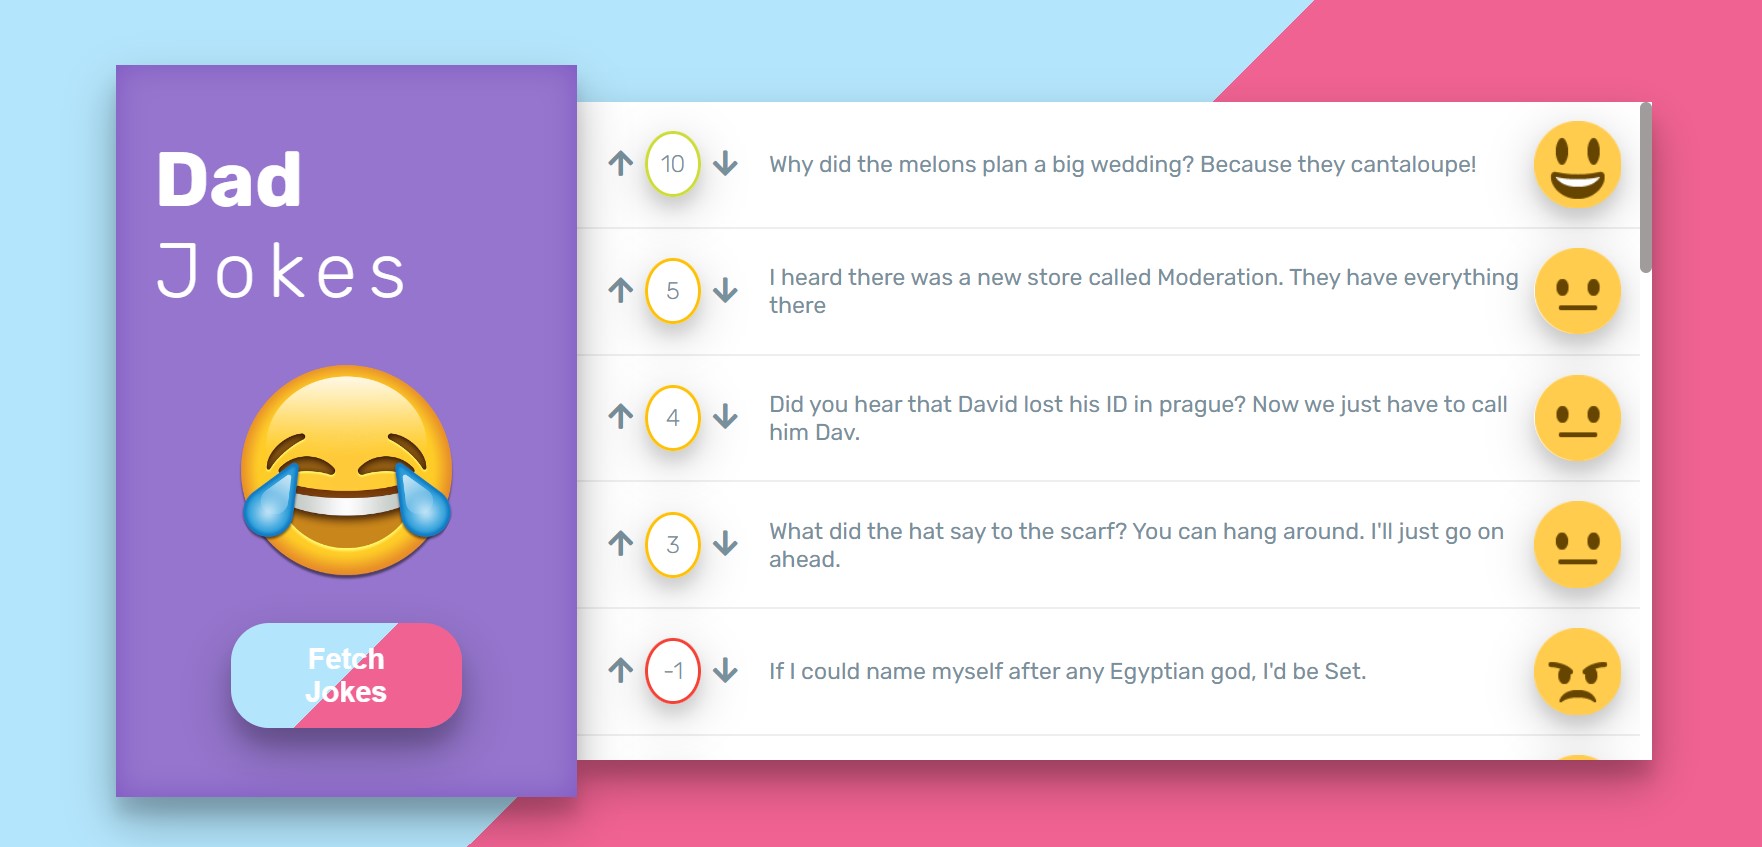 Dad
Jokes
Fetch
Jokes
10
Why did the melons plan a big wedding? Because they cantaloupe!
5
I heard there was a new store called Moderation. They have everything
there
4
Did you hear that David lost his ID in prague? Now we just have to call
him Dav.
3
What did the hat say to the scarf? You can hang around. I'll just go on
ahead.
-1
If I could name myself after any Egyptian god, I'd be Set.